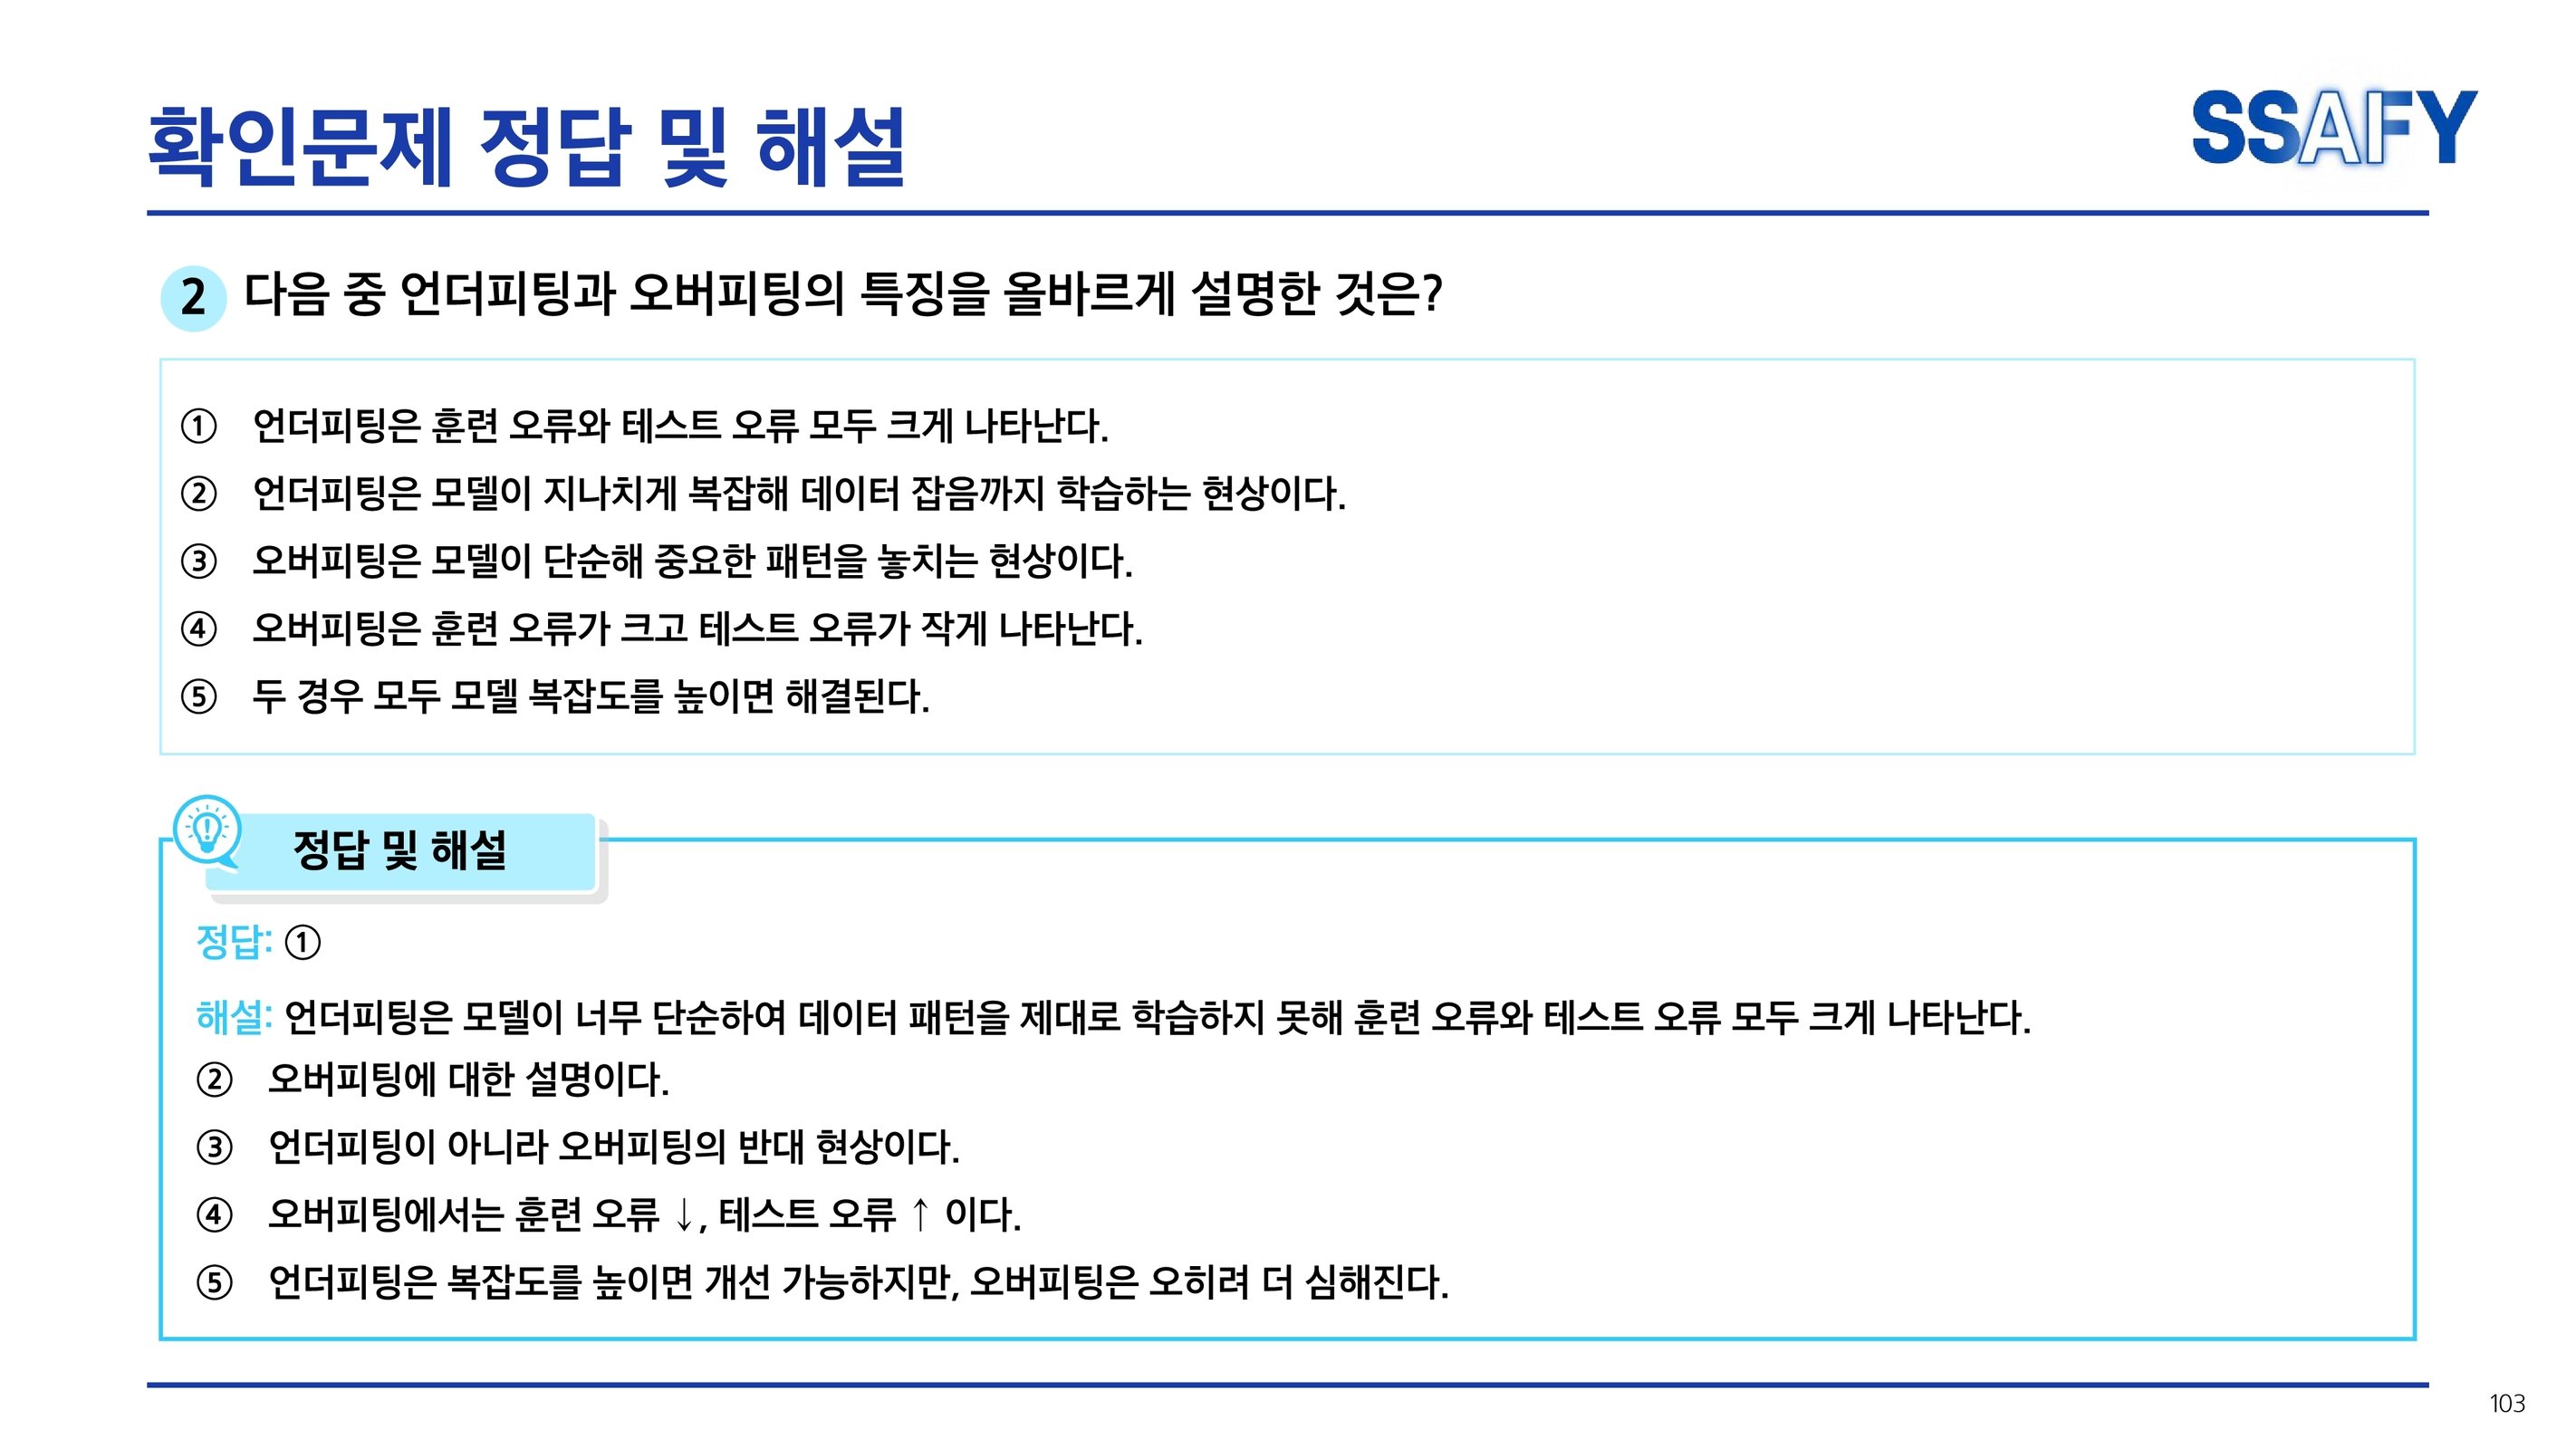 확인문제 정답 및 해설
SSAFY
2 다음 중 언더피팅과 오버피팅의 특징을 올바르게 설명한 것은?
① 언더피팅은 훈련 오류와 테스트 오류 모두 크게 나타난다.
② 언더피팅은 모델이 지나치게 복잡해 데이터 잡음까지 학습하는 현상이다.
③ 오버피팅은 모델이 단순해 중요한 패턴을 놓치는 현상이다.
④ 오버피팅은 훈련 오류가 크고 테스트 오류가 작게 나타난다.
⑤ 두 경우 모두 모델 복잡도를 높이면 해결된다.
정답 및 해설
정답: ①
해설: 언더피팅은 모델이 너무 단순하여 데이터 패턴을 제대로 학습하지 못해 훈련 오류와 테스트 오류 모두 크게 나타난다.
② 오버피팅에 대한 설명이다.
③ 언더피팅이 아니라 오버피팅의 반대 현상이다.
④ 오버피팅에서는 훈련 오류 ↓, 테스트 오류 ↑ 이다.
⑤ 언더피팅은 복잡도를 높이면 개선 가능하지만, 오버피팅은 오히려 더 심해진다.
103